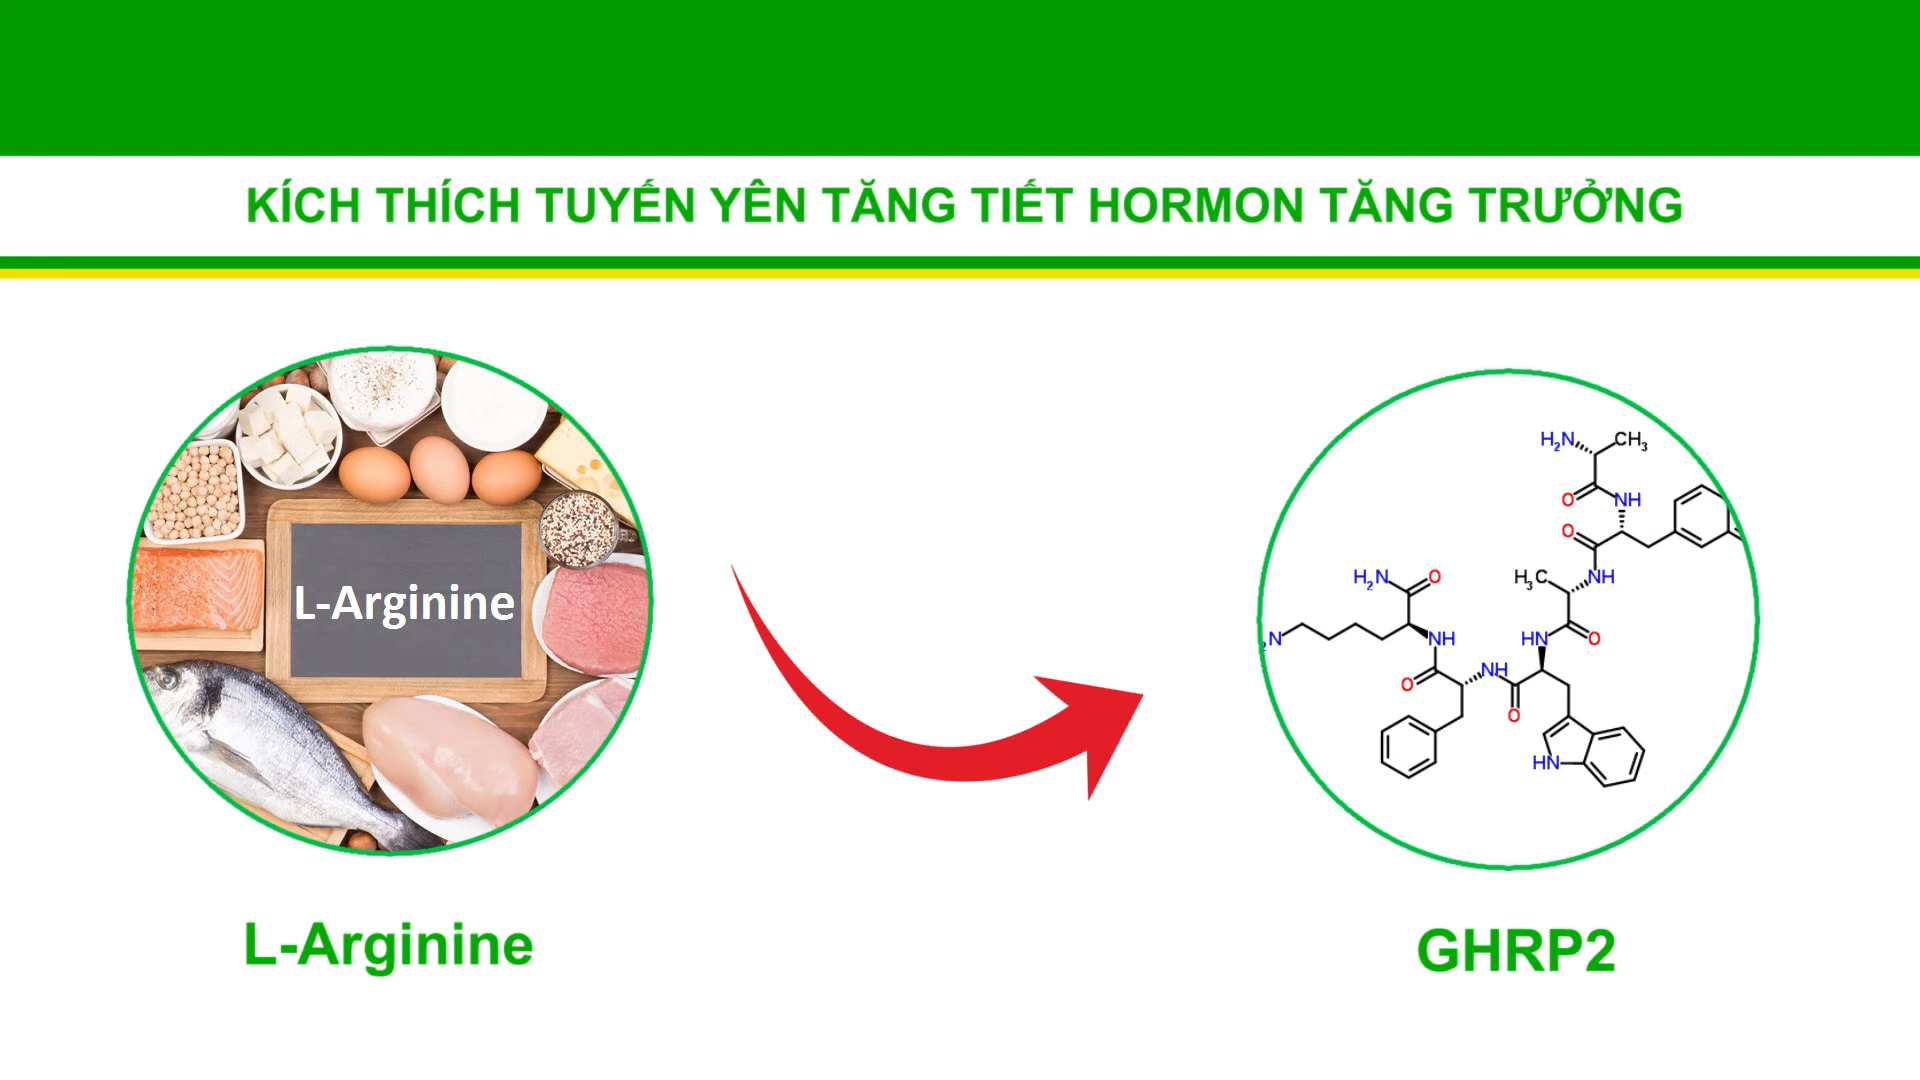 KÍCH THÍCH TUYẾN YÊN TĂNG TIẾT HORMON TĂNG TRƯỞNG
L-Arginine
H₂N
CH₃
O
NH
O
H₂N
O
H₃C
NH
₂N
NH
HN
O
O
NH
O
HN
L-Arginine
GHRP2